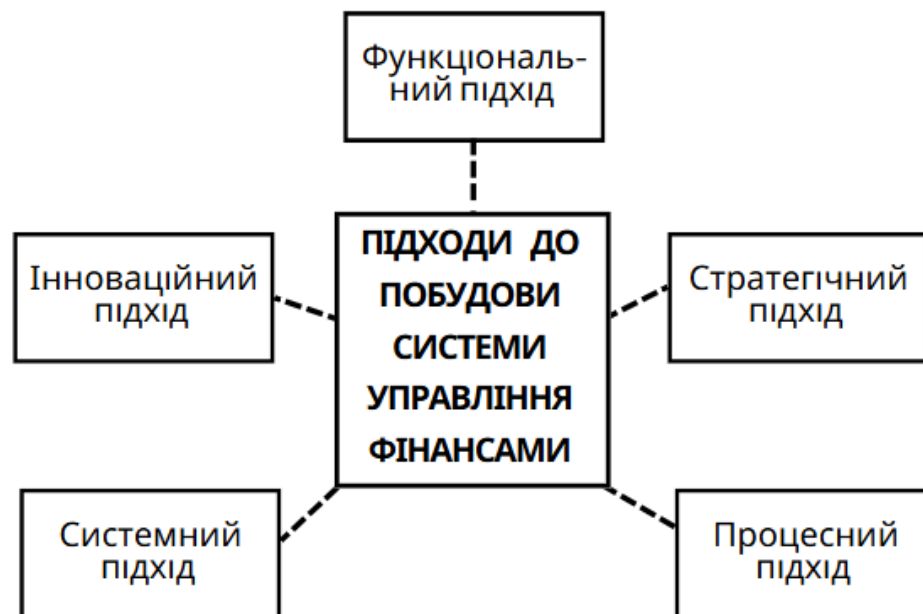 Функціональ-
ний підхід
Інноваційний
підхід
ПІДХОДИ ДО
ПОБУДОВИ
СИСТЕМИ
УПРАВЛІННЯ
ФІНАНСАМИ
Стратегічний
підхід
Системний
підхід
Процесний
підхід